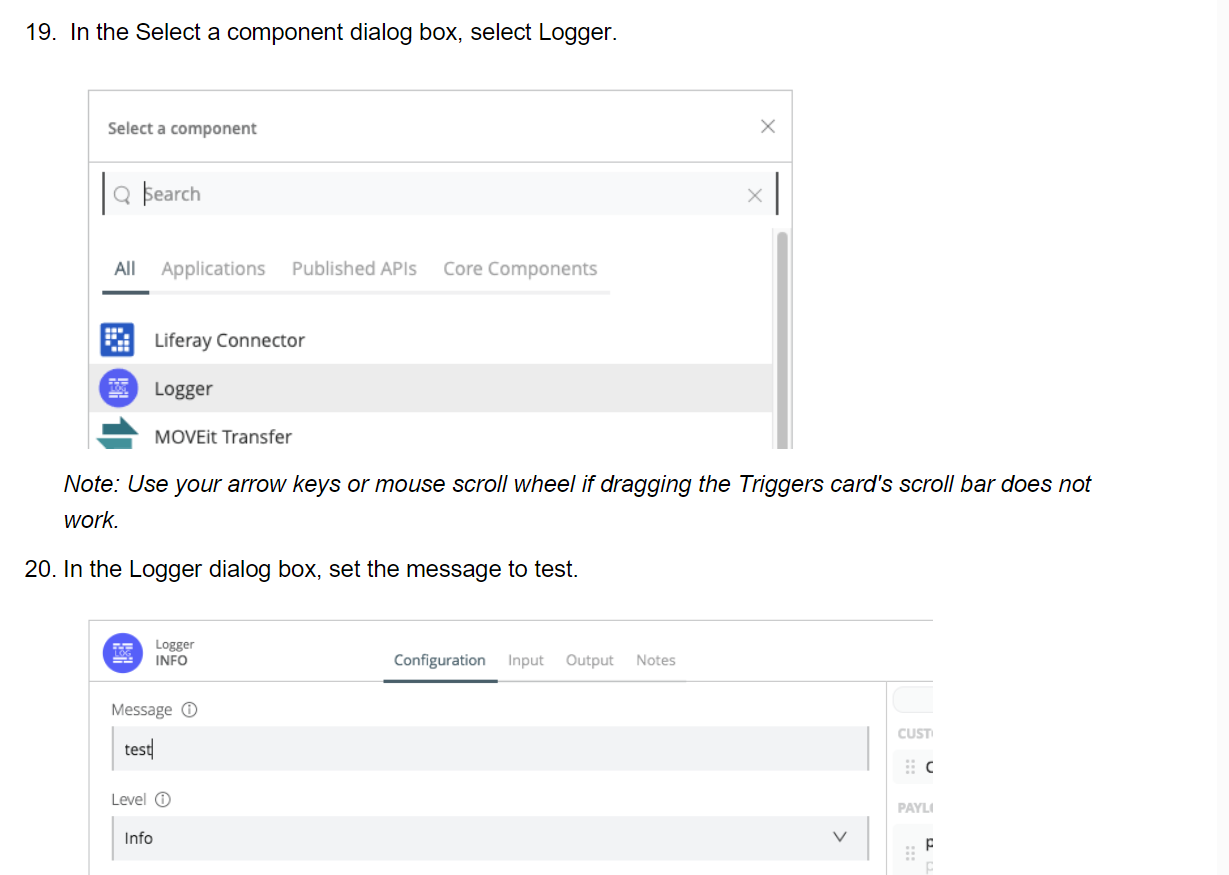 19. In the Select a component dialog box, select Logger.
Select a component
Search
All Applications Published APIs Core Components
Liferay Connector
LOG
Logger
MOVEit Transfer
Note: Use your arrow keys or mouse scroll wheel if dragging the Triggers card's scroll bar does not
work.
20. In the Logger dialog box, set the message to test.
LOG
Logger
INFO
Configuration Input Output Notes
Message
test
CUST
Level
PAYL
Info